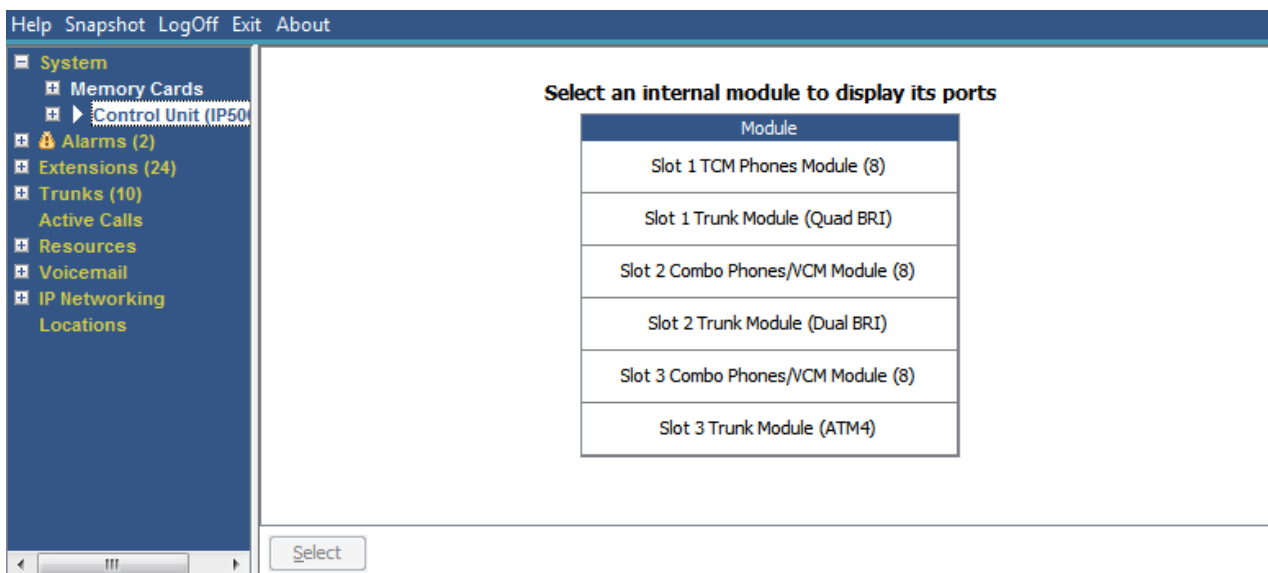 Help Snapshot LogOff Exit About
System
Memory Cards
Control Unit (IP500
Alarms (2)
Extensions (24)
Trunks (10)
Active Calls
Resources
Voicemail
IP Networking
Locations
Select an internal module to display its ports
Module
Slot 1 TCM Phones Module (8)
Slot 1 Trunk Module (Quad BRI)
Slot 2 Combo Phones/VCM Module (8)
Slot 2 Trunk Module (Dual BRI)
Slot 3 Combo Phones/VCM Module (8)
Slot 3 Trunk Module (ATM4)
Select